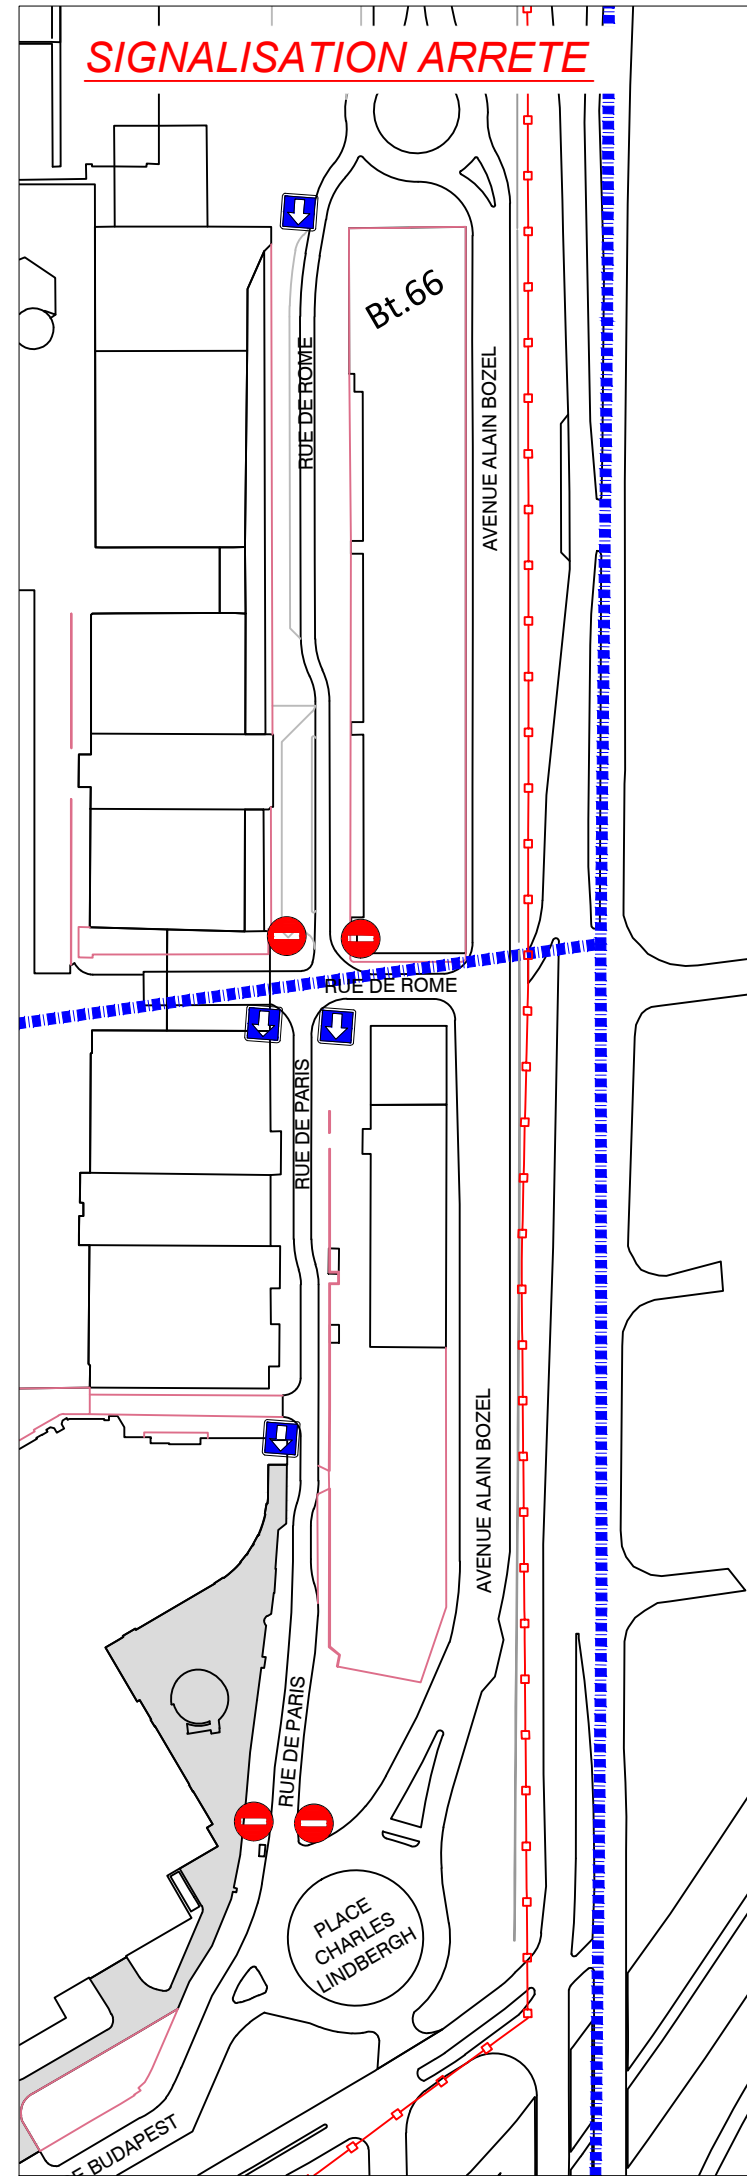 SIGNALISATION ARRETE
Bt.66
RUE DE ROME
AVENUE ALAIN BOZEL
RUE DE ROME
RUE DE PARIS
AVENUE ALAIN BOZEL
RUE DE PARIS
PLACE
CHARLES
LINDBERGH
E BUDAPEST